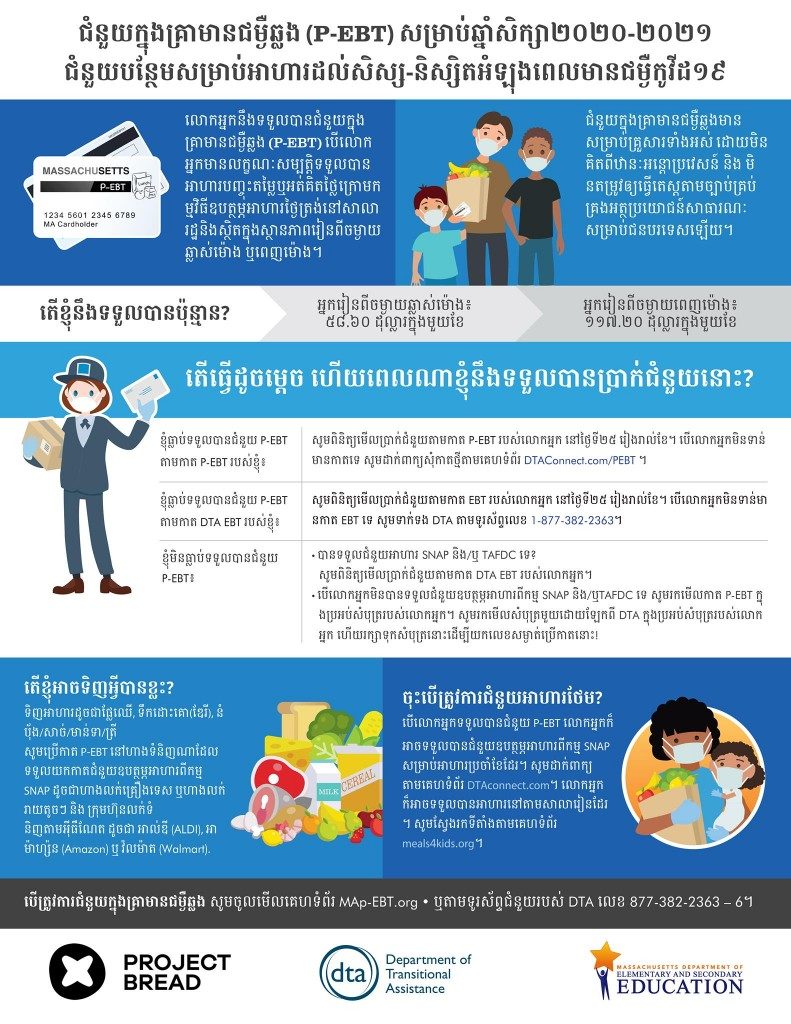 ជំនួយក្នុងគ្រាមានជម្ងឺឆ្លង (P-EBT) សម្រាប់ឆ្នាំសិក្សា២០២០-២០២១
ជំនួយបន្ថែមសម្រាប់អាហារដល់សិស្ស-និស្សិតអំឡុងពេលមានជម្ងឺកូវីដ១៩
MASSACHUSETTS
P-EBT
1234 5601 2345 6789
MA Cardholder
លោកអ្នកនឹងទទួលបានជំនួយក្នុង
គ្រាមានជម្ងឺឆ្លង (P-EBT) បើលោក
អ្នកមានលក្ខណៈសម្បត្តិទទួលបាន
អាហារបញ្ចុះតម្លៃឬឥតគិតថ្លៃក្រោមក
ម្មវិធីឧបត្ថម្ភអាហារថ្ងៃត្រង់នៅសាលា
រដ្ឋនិងស្ថិតក្នុងស្ថានភាពរៀនពីចម្ងាយ
ឆ្លាស់ម៉ោង ឬពេញម៉ោង។
ជំនួយក្នុងគ្រាមានជម្ងឺឆ្លងមាន
សម្រាប់គ្រួសារទាំងអស់ ដោយមិន
គិតពីឋានៈអន្តោប្រវេសន៍ និង មិ
នតម្រូវឲ្យធ្វើតេស្តតាមច្បាប់គ្រប់
គ្រងអត្ថប្រយោជន៍សាធារណៈ
សម្រាប់ជនបរទេសឡើយ។
តើខ្ញុំនឹងទទួលបានប៉ុន្មាន?
អ្នករៀនពីចម្ងាយឆ្លាស់ម៉ោង៖
៥៨.៦០ ដុល្លារក្នុងមួយខែ
អ្នករៀនពីចម្ងាយពេញម៉ោង៖
១១៧.២០ ដុល្លារក្នុងមួយខែ
តើធ្វើដូចម្តេច ហើយពេលណាខ្ញុំនឹងទទួលបានប្រាក់ជំនួយនោះ?
ខ្ញុំធ្លាប់ទទួលបានជំនួយ P-EBT
តាមកាត P-EBT របស់ខ្ញុំ៖
សូមពិនិត្យមើលប្រាក់ជំនួយតាមកាត P-EBT របស់លោកអ្នក នៅថ្ងៃទី២៥ រៀងរាល់ខែ។ បើលោកអ្នកមិនទាន់
មានកាតទេ សូមដាក់ពាក្យសុំកាតថ្មីតាមគេហទំព័រ DTAConnect.com/PEBT ។
ខ្ញុំធ្លាប់ទទួលបានជំនួយ P-EBT
តាមកាត DTA EBT របស់ខ្ញុំ៖
សូមពិនិត្យមើលប្រាក់ជំនួយតាមកាត EBT របស់លោកអ្នក នៅថ្ងៃទី២៥ រៀងរាល់ខែ។ បើលោកអ្នកមិនទាន់មា
នកាត EBT ទេ សូមទាក់ទង DTA តាមទូរស័ព្ទលេខ 1-877-382-2363។
ខ្ញុំមិនធ្លាប់ទទួលបានជំនួយ
P-EBT៖
• បានទទួលជំនួយអាហារ SNAP និង/ឬ TAFDC ទេ៖
សូមពិនិត្យមើលប្រាក់ជំនួយតាមកាត DTA EBT របស់លោកអ្នក។
• បើលោកអ្នកមិនបានទទួលជំនួយឧបត្ថម្ភអាហារពីកម្ម SNAP និង/ឬTAFDC ទេ សូមរកមើលកាត P-EBT ក្នុ
ងប្រអប់សំបុត្ររបស់លោកអ្នក។ សូមរកមើលសំបុត្រមួយដោយឡែកពី DTA ក្នុងប្រអប់សំបុត្ររបស់លោក
អ្នក ហើយរក្សាទុកសំបុត្រនោះដើម្បីយកលេខសម្ងាត់ប្រើកាតនោះ!
តើខ្ញុំអាចទិញអ្វីបានខ្លះ?
ទិញអាហារដូចជាផ្លែឈើ, ទឹកដោះគោ(ខែរី), នំ
ប៉័ង/សាច់/មាន់ទា/ត្រី
សូមប្រើកាត P-EBT នៅហាងទំនិញណាដែល
ទទួលយកកាតជំនួយឧបត្ថម្ភអាហារពីកម្ម
SNAP ដូចជាហាងលក់គ្រឿងទេស ឬហាងលក់
រាយតូចៗ និង ក្រុមហ៊ុនលក់ទំ
និញតាមអ៊ីធឺណែត ដូចជា អាល់ឌី (ALDI), អា
ម៉ាហ្ស៉ន (Amazon) ឬ វ៉លម៉ាត (Walmart).
MILK
CEREAL
ចុះបើត្រូវការជំនួយអាហារថែម?
បើលោកអ្នកទទួលបានជំនួយ P-EBT លោកអ្នកក៏
អាចទទួលបានជំនួយឧបត្ថម្ភអាហារពីកម្ម SNAP
សម្រាប់អាហារប្រចាំខែដែរ។ សូមដាក់ពាក្យ
តាមគេហទំព័រ DTAconnect.com។ លោកអ្នក
ក៏អាចទទួលបានអាហារនៅតាមសាលារៀនដែរ
។ សូមស្វែងរកទីតាំងតាមគេហទំព័រ
meals4kids.org។
បើត្រូវការជំនួយក្នុងគ្រាមានជម្ងឺឆ្លង សូមចូលមើលគេហទំព័រ MAp-EBT.org • ឬតាមទូរស័ព្ទជំនួយរបស់ DTA លេខ 877-382-2363 – 6។
PROJECT
BREAD
dta
Department of
Transitional
Assistance
MASSACHUSETTS DEPARTMENT OF
ELEMENTARY AND SECONDARY
EDUCATION